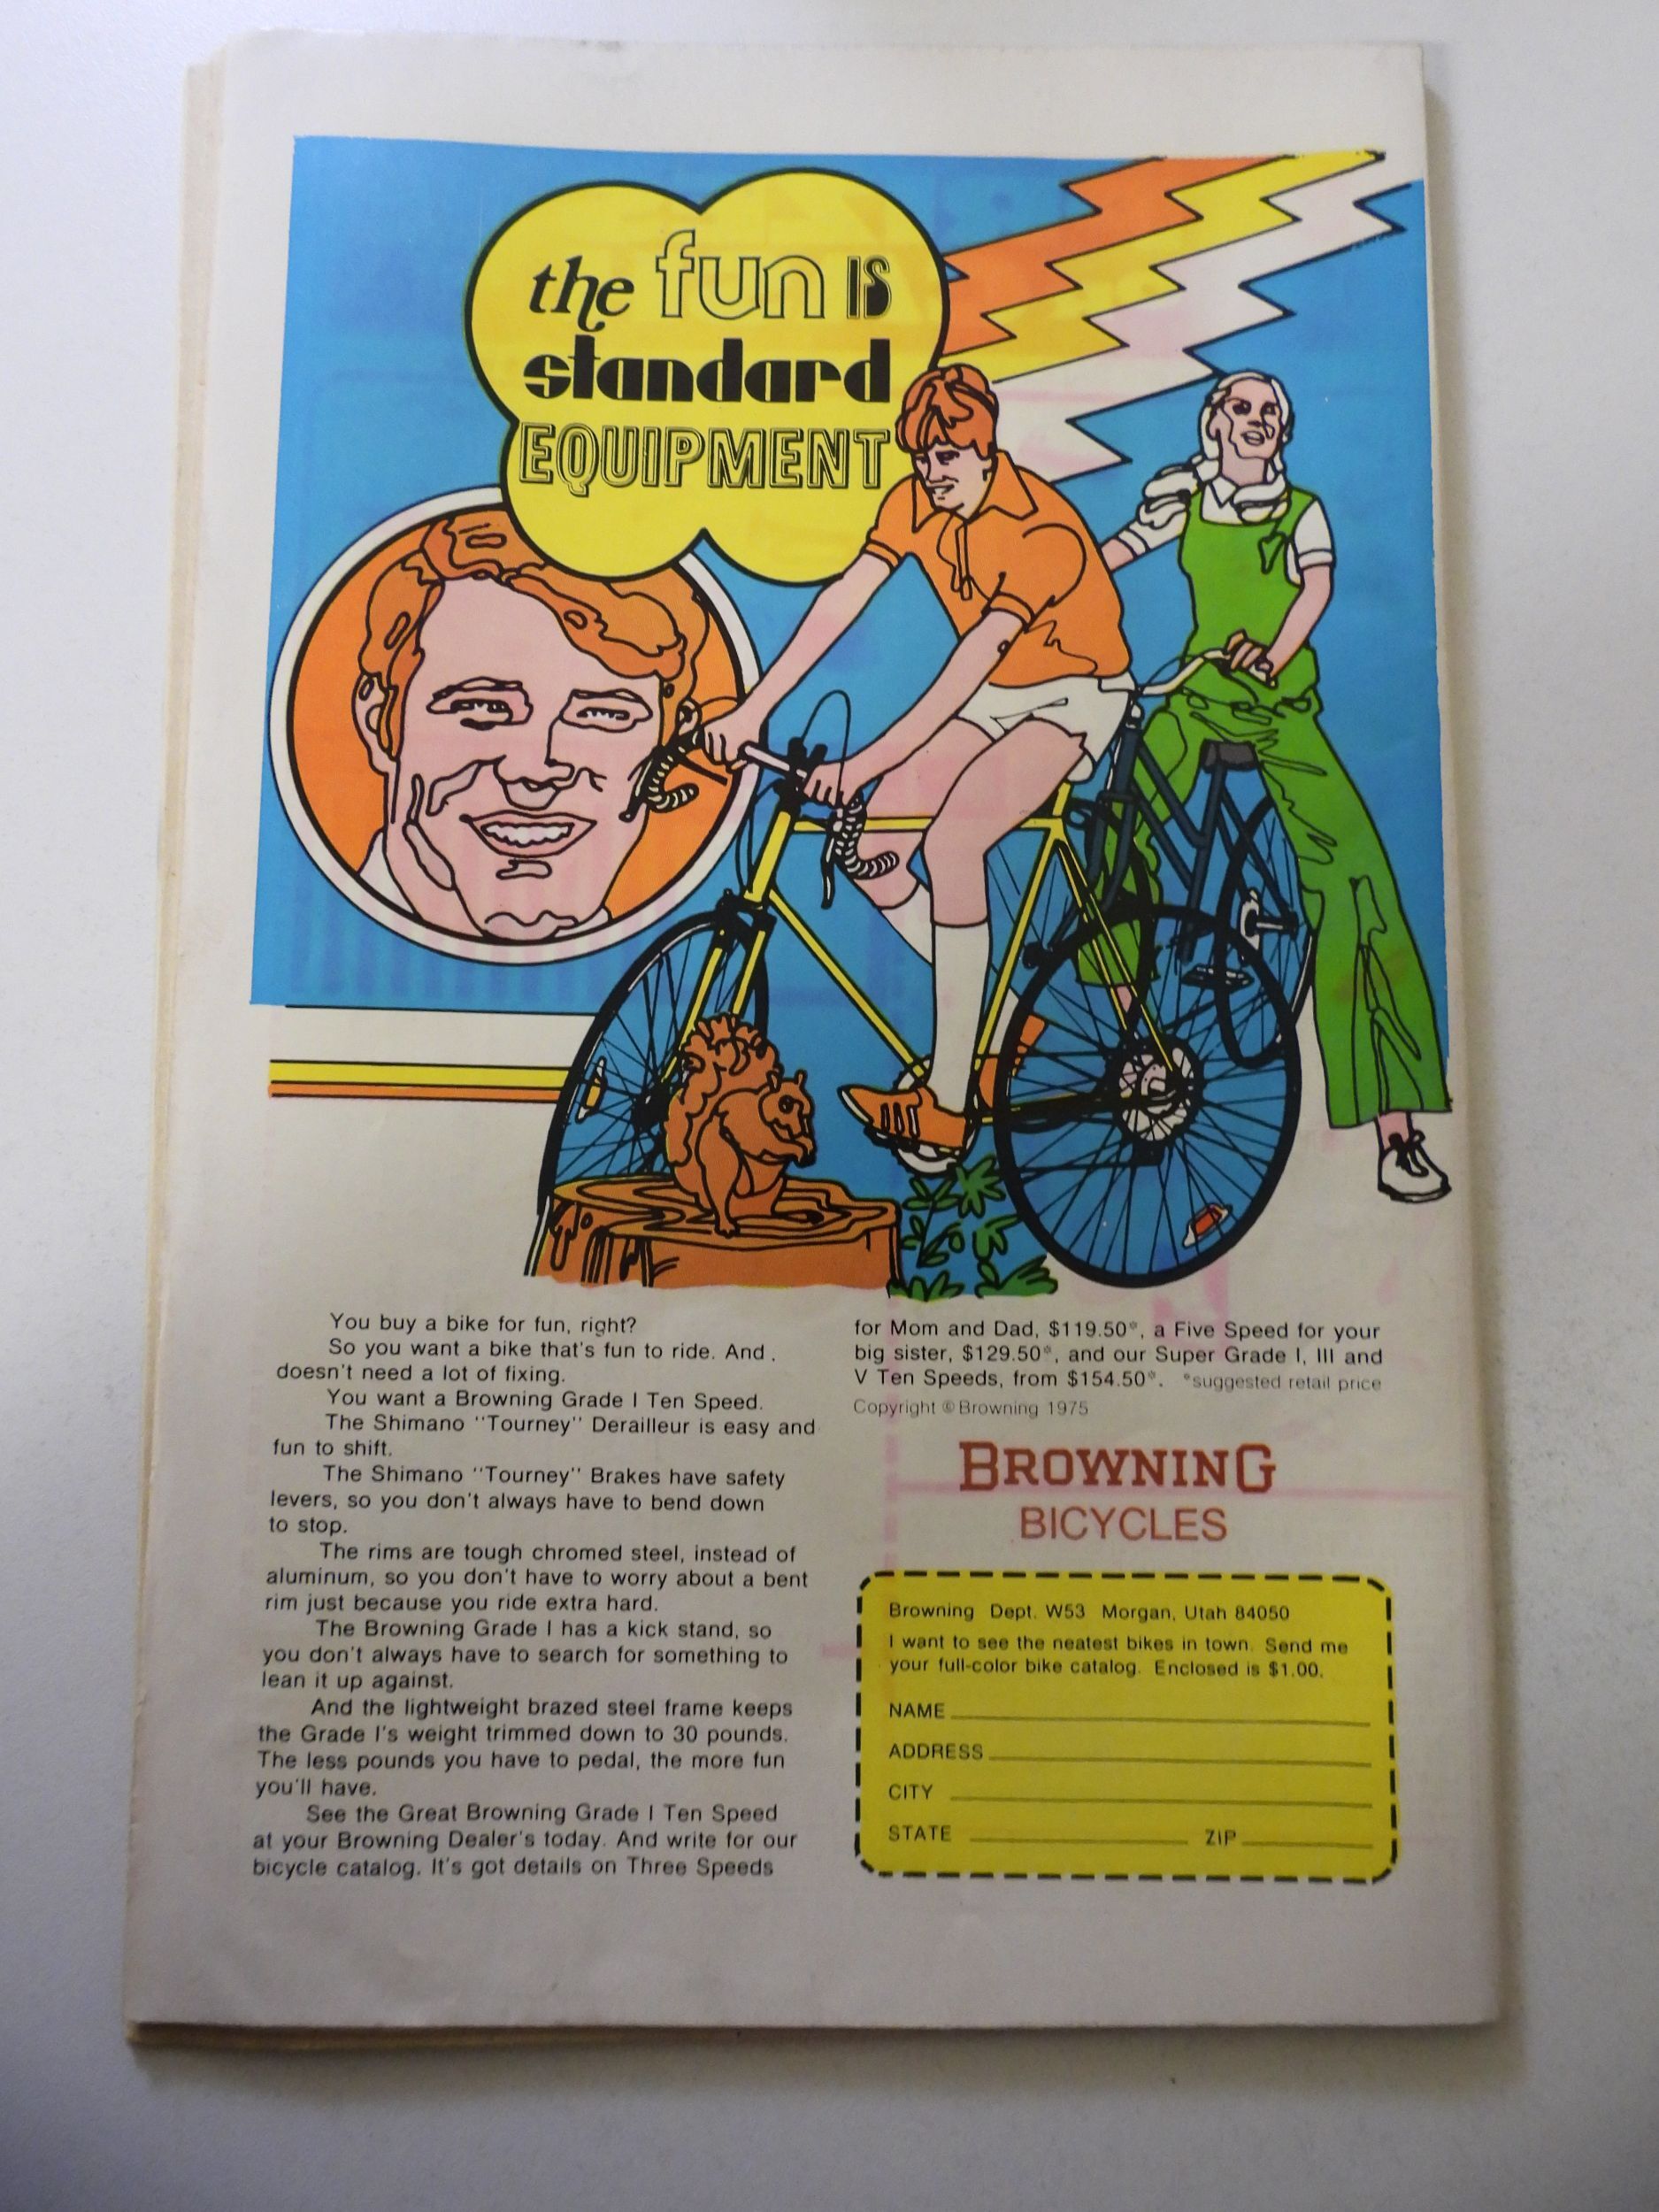 the fun IS
standard
EQUIPMENT
You buy a bike for fun, right?
So you want a bike that's fun to ride. And
doesn't need a lot of fixing.
You want a Browning Grade I Ten Speed.
The Shimano "Tourney" Derailleur is easy and
fun to shift.
The Shimano "Tourney" Brakes have safety
levers, so you don't always have to bend down
to stop.
The rims are tough chromed steel, instead of
aluminum, so you don't have to worry about a bent
rim just because you ride extra hard.
The Browning Grade I has a kick stand, so
you don't always have to search for something to
lean it up against.
And the lightweight brazed steel frame keeps
the Grade I's weight trimmed down to 30 pounds.
The less pounds you have to pedal, the more fun
you'll have.
See the Great Browning Grade I Ten Speed
at your Browning Dealer's today. And write for our
bicycle catalog. It's got details on Three Speeds
for Mom and Dad, $119.50*, a Five Speed for your
big sister, $129.50*, and our Super Grade I, III and
V Ten Speeds, from $154.50*. *suggested retail price
Copyright © Browning 1975
BROWNING
BICYCLES
Browning Dept. W53 Morgan, Utah 84050
I want to see the neatest bikes in town. Send me
your full-color bike catalog. Enclosed is $1.00.
NAME
ADDRESS
CITY
STATE ZIP